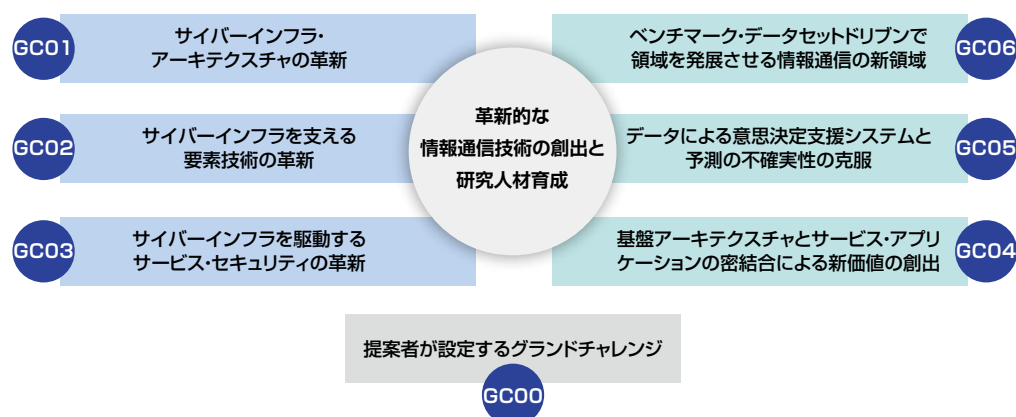 GC01
サイバーインフラ・
アーキテクスチャの革新
GC02
サイバーインフラを支える
要素技術の革新
GC03
サイバーインフラを駆動する
サービス・セキュリティの革新
革新的な
情報通信技術の創出と
研究人材育成
ベンチマーク・データセットドリブンで
領域を発展させる情報通信の新領域
GC06
データによる意思決定支援システムと
予測の不確実性の克服
GC05
基盤アーキテクスチャとサービス・アプリ
ケーションの密結合による新価値の創出
GC04
提案者が設定するグランドチャレンジ
GC00